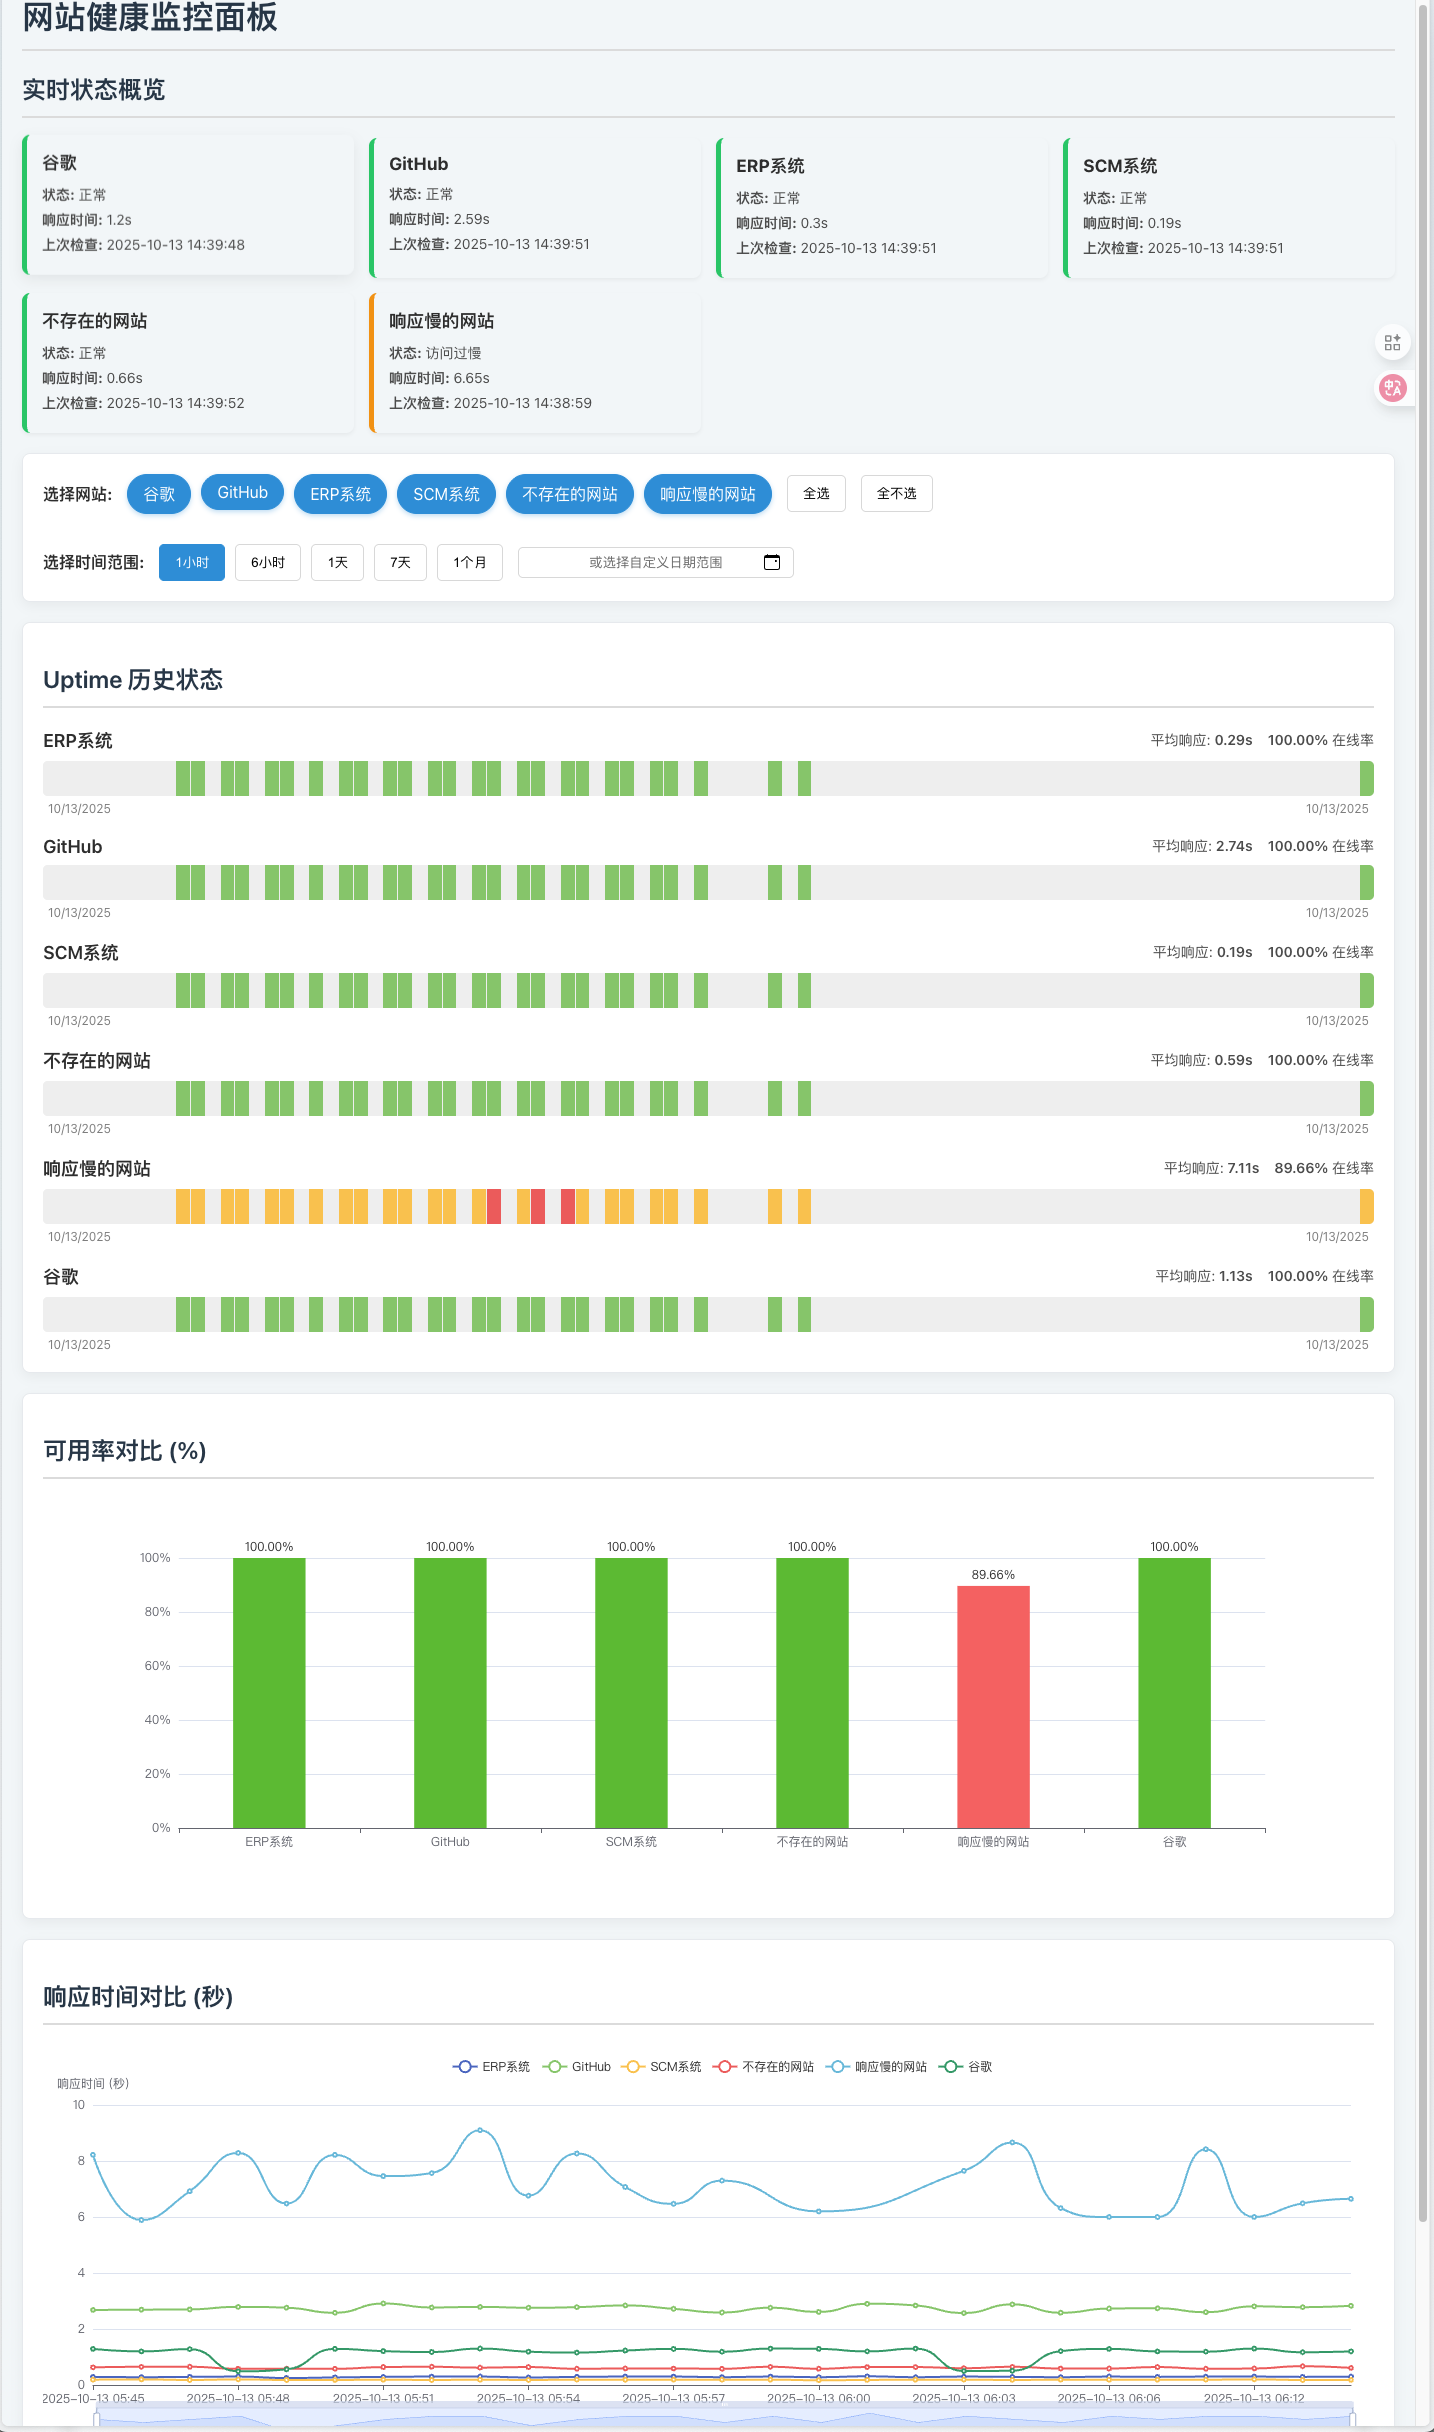 网站健康监控面板
实时状态概览
谷歌
状态: 正常
响应时间: 1.2s
上次检查: 2025-10-13 14:39:48
GitHub
状态: 正常
响应时间: 2.59s
上次检查: 2025-10-13 14:39:51
ERP系统
状态: 正常
响应时间: 0.3s
上次检查: 2025-10-13 14:39:51
SCM系统
状态: 正常
响应时间: 0.19s
上次检查: 2025-10-13 14:39:51
不存在的网站
状态: 正常
响应时间: 0.66s
上次检查: 2025-10-13 14:39:52
响应慢的网站
状态: 访问过慢
响应时间: 6.65s
上次检查: 2025-10-13 14:38:59
选择网站: 谷歌 GitHub ERP系统 SCM系统 不存在的网站 响应慢的网站 全选 全不选
选择时间范围: 1小时 6小时 1天 7天 1个月 或选择自定义日期范围
Uptime 历史状态
ERP系统 平均响应: 0.29s 100.00% 在线率
10/13/2025 10/13/2025
GitHub 平均响应: 2.74s 100.00% 在线率
10/13/2025 10/13/2025
SCM系统 平均响应: 0.19s 100.00% 在线率
10/13/2025 10/13/2025
不存在的网站 平均响应: 0.59s 100.00% 在线率
10/13/2025 10/13/2025
响应慢的网站 平均响应: 7.11s 89.66% 在线率
10/13/2025 10/13/2025
谷歌 平均响应: 1.13s 100.00% 在线率
10/13/2025 10/13/2025
可用率对比 (%)
100.00% 100.00% 100.00% 100.00% 89.66% 100.00%
100%
80%
60%
40%
20%
0%
ERP系统 GitHub SCM系统 不存在的网站 响应慢的网站 谷歌
响应时间对比 (秒)
ERP系统 GitHub SCM系统 不存在的网站 响应慢的网站 谷歌
响应时间 (秒)
10
8
6
4
2
0
2025-10-13 05:45 2025-10-13 05:48 2025-10-13 05:51 2025-10-13 05:54 2025-10-13 05:57 2025-10-13 06:00 2025-10-13 06:03 2025-10-13 06:06 2025-10-13 06:12
中A